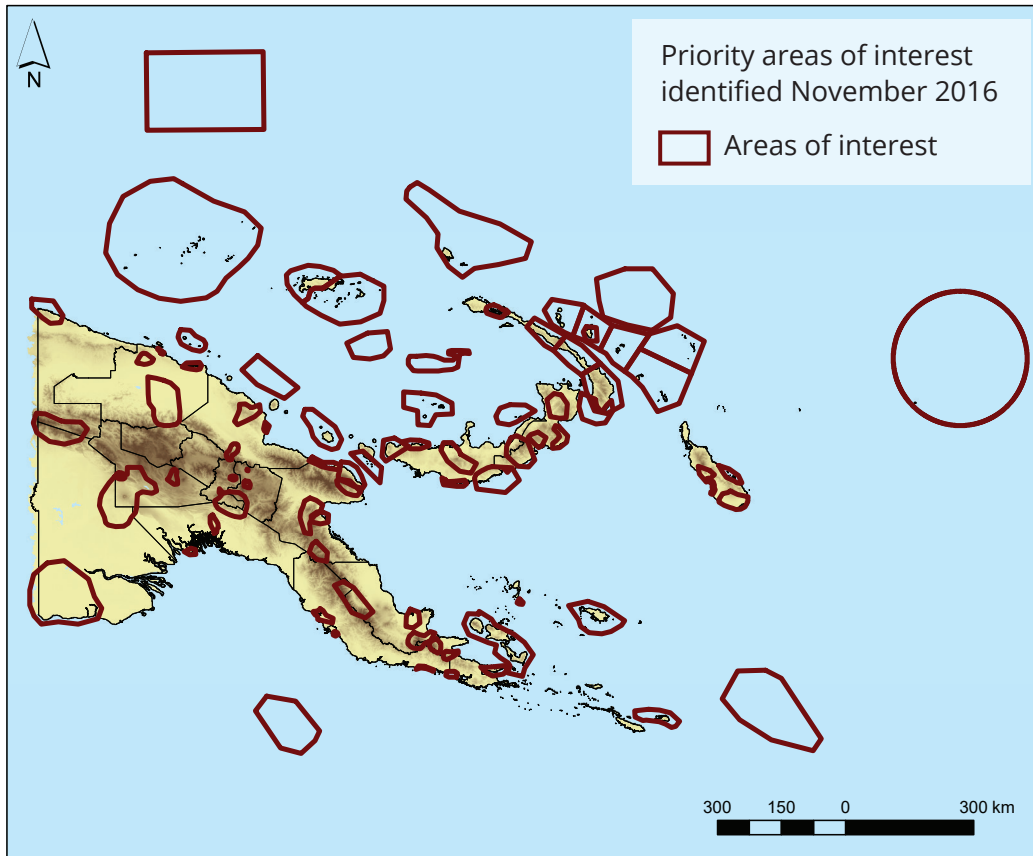 N
Priority areas of interest
identified November 2016
Areas of interest
300 150 0 300 km